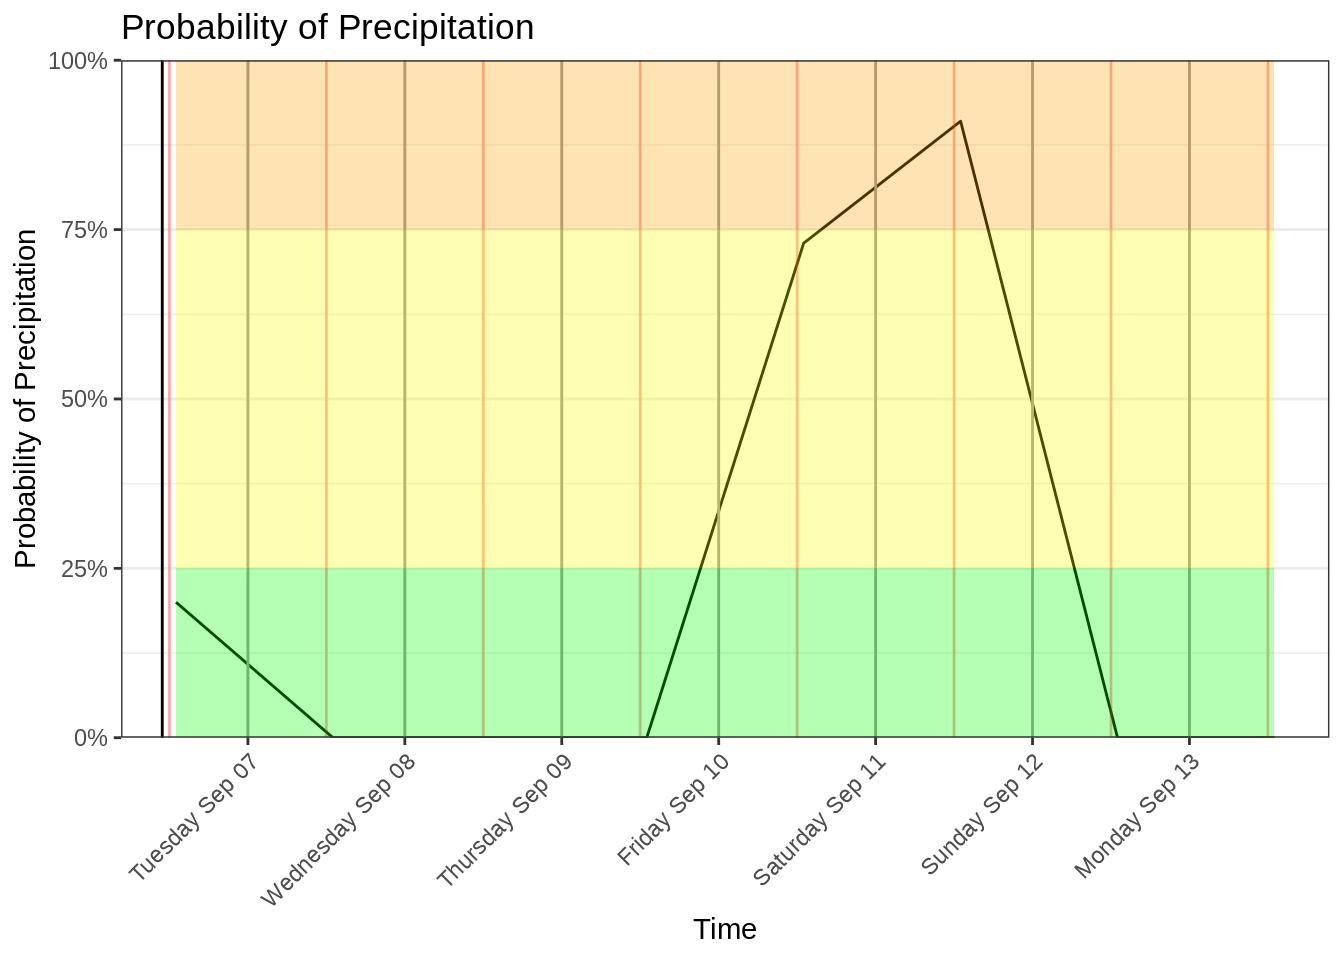 Probability of Precipitation
Probability of Precipitation
100%
75%
50%
25%
0%
Tuesday Sep 07
Wednesday Sep 08
Thursday Sep 09
Friday Sep 10
Saturday Sep 11
Sunday Sep 12
Monday Sep 13
Time